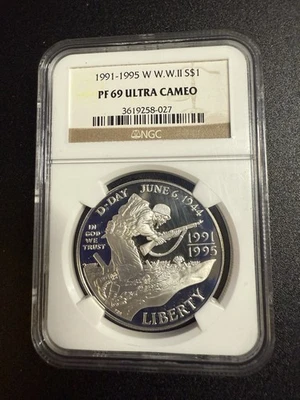 1991-1995 W W.W.II S$1
PF 69 ULTRA CAMEO
3619258-027
NGC
D-DAY JUNE 6, 1944
IN
GOD
WE
TRUST
1991
1995
LIBERTY